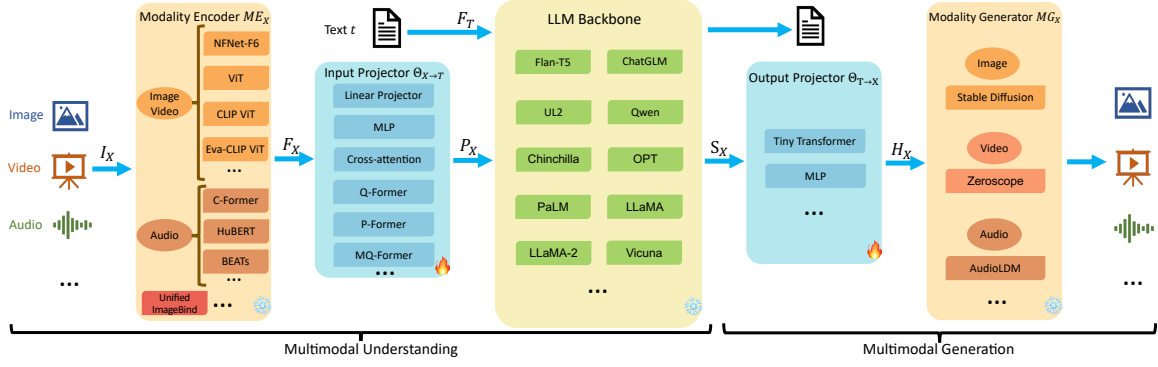 Image
Video
Audio
...
I_X
Modality Encoder ME_X
Image
Video
NFNet-F6
ViT
CLIP ViT
Eva-CLIP ViT
...
Audio
C-Former
HuBERT
BEATs
...
Unified
ImageBind
...
F_X
Text t
F_T
Input Projector Θ_{X→T}
Linear Projector
MLP
Cross-attention
Q-Former
P-Former
MQ-Former
...
P_X
LLM Backbone
Flan-T5
ChatGLM
UL2
Qwen
Chinchilla
OPT
PaLM
LLaMA
LLaMA-2
Vicuna
...
S_X
Output Projector Θ_{T→X}
Tiny Transformer
MLP
...
H_X
Modality Generator MG_X
Image
Stable Diffusion
Video
Zeroscope
Audio
AudioLDM
...
...
Multimodal Understanding
Multimodal Generation